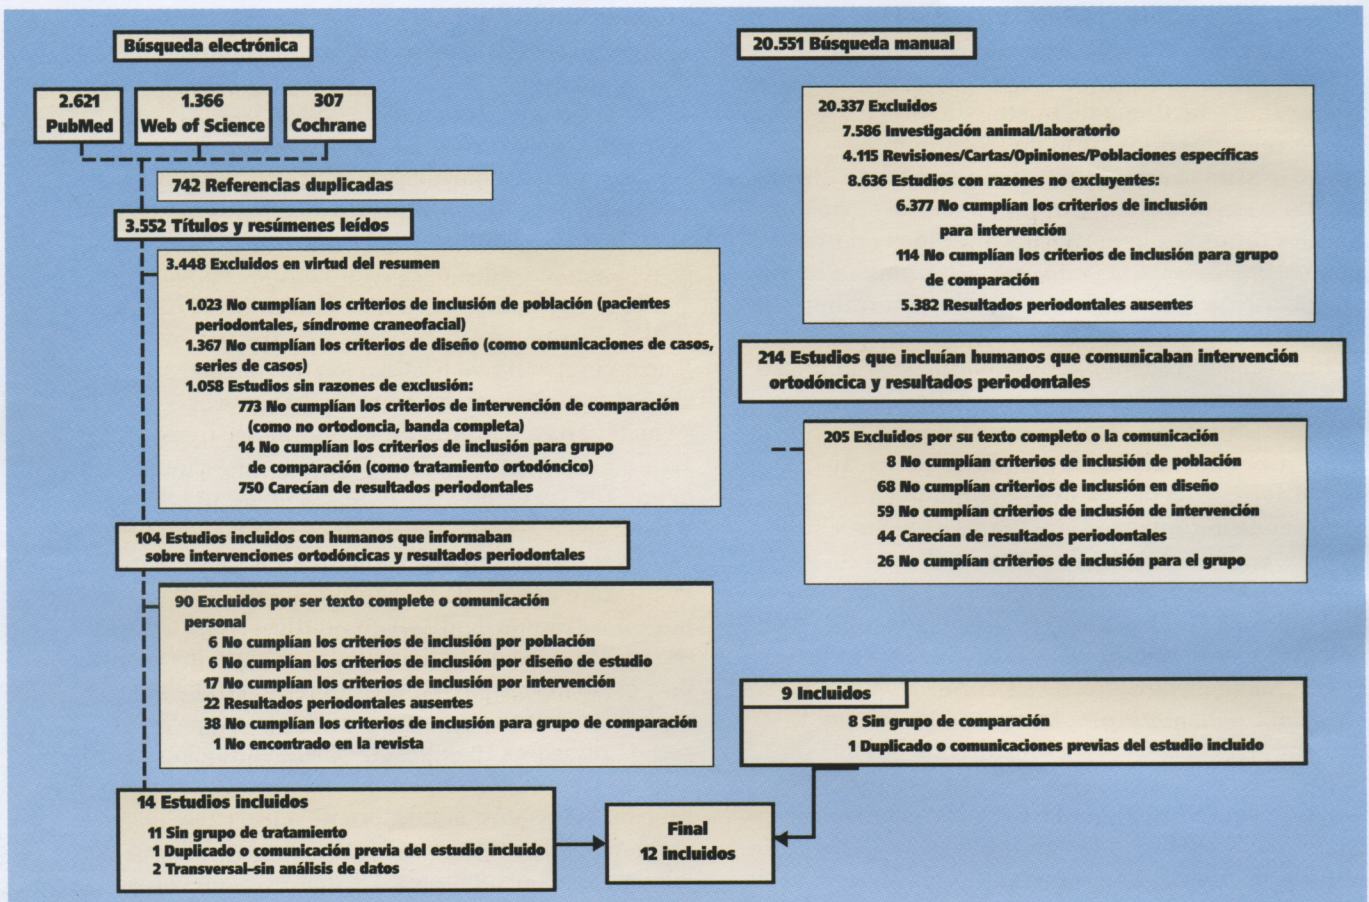 Búsqueda electrónica
2.621
PubMed
1.366
Web of Science
307
Cochrane
742 Referencias duplicadas
3.552 Títulos y resúmenes leídos
3.448 Excluidos en virtud del resumen
1.023 No cumplían los criterios de inclusión de población (pacientes
periodontales, síndrome craneofacial)
1.367 No cumplían los criterios de diseño (como comunicaciones de casos,
series de casos)
1.058 Estudios sin razones de exclusión:
773 No cumplían los criterios de intervención de comparación
(como no ortodoncia, banda completa)
14 No cumplían los criterios de inclusión para grupo
de comparación (como tratamiento ortodóncico)
750 Carecían de resultados periodontales
104 Estudios incluidos con humanos que informaban
sobre intervenciones ortodóncicas y resultados periodontales
90 Excluidos por ser texto complete o comunicación
personal
6 No cumplían los criterios de inclusión por población
6 No cumplían los criterios de inclusión por diseño de estudio
17 No cumplían los criterios de inclusión por intervención
22 Resultados periodontales ausentes
38 No cumplían los criterios de inclusión para grupo de comparación
1 No encontrado en la revista
14 Estudios incluidos
11 Sin grupo de tratamiento
1 Duplicado o comunicación previa del estudio incluido
2 Transversal–sin análisis de datos
20.551 Búsqueda manual
20.337 Excluidos
7.586 Investigación animal/laboratorio
4.115 Revisiones/Cartas/Opiniones/Poblaciones específicas
8.636 Estudios con razones no excluyentes:
6.377 No cumplían los criterios de inclusión
para intervención
114 No cumplían los criterios de inclusión para grupo
de comparación
5.382 Resultados periodontales ausentes
214 Estudios que incluían humanos que comunicaban intervención
ortodóncica y resultados periodontales
205 Excluidos por su texto completo o la comunicación
8 No cumplían criterios de inclusión de población
68 No cumplían criterios de inclusión en diseño
59 No cumplían criterios de inclusión de intervención
44 Carecían de resultados periodontales
26 No cumplían criterios de inclusión para el grupo
9 Incluidos
8 Sin grupo de comparación
1 Duplicado o comunicaciones previas del estudio incluido
Final
12 incluidos